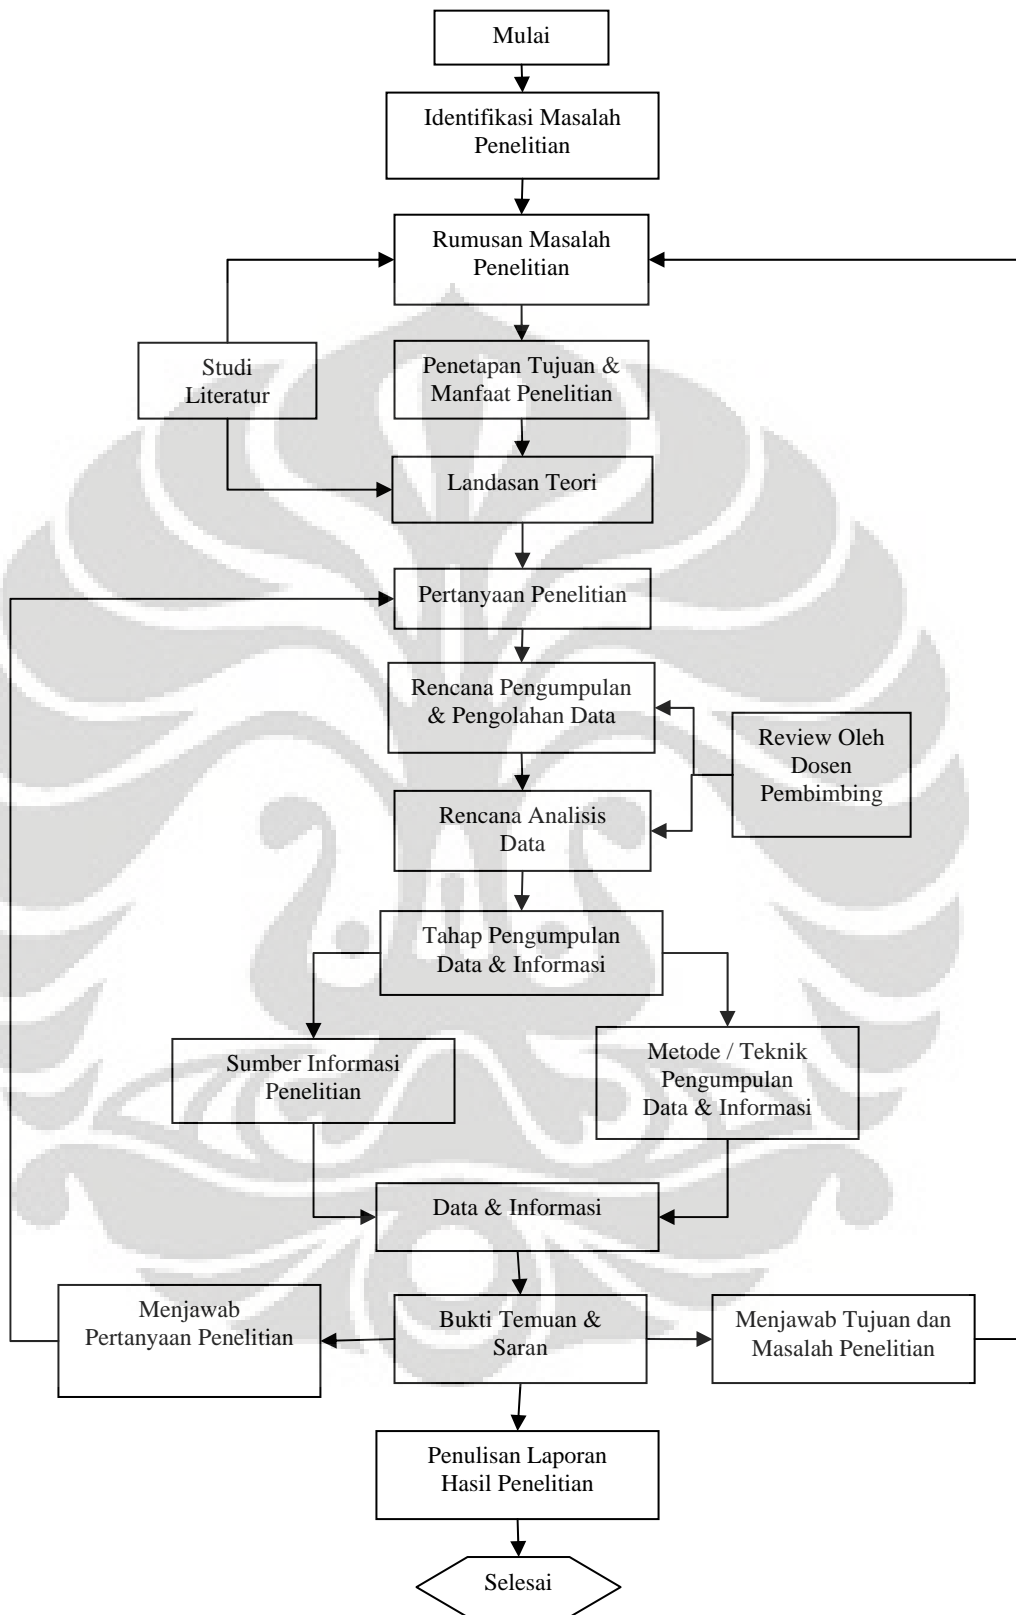 Mulai
Identifikasi Masalah
Penelitian
Rumusan Masalah
Penelitian
Studi
Literatur
Penetapan Tujuan &
Manfaat Penelitian
Landasan Teori
Pertanyaan Penelitian
Rencana Pengumpulan
& Pengolahan Data
Review Oleh
Dosen
Pembimbing
Rencana Analisis
Data
Tahap Pengumpulan
Data & Informasi
Sumber Informasi
Penelitian
Metode / Teknik
Pengumpulan
Data & Informasi
Data & Informasi
Menjawab
Pertanyaan Penelitian
Bukti Temuan &
Saran
Menjawab Tujuan dan
Masalah Penelitian
Penulisan Laporan
Hasil Penelitian
Selesai